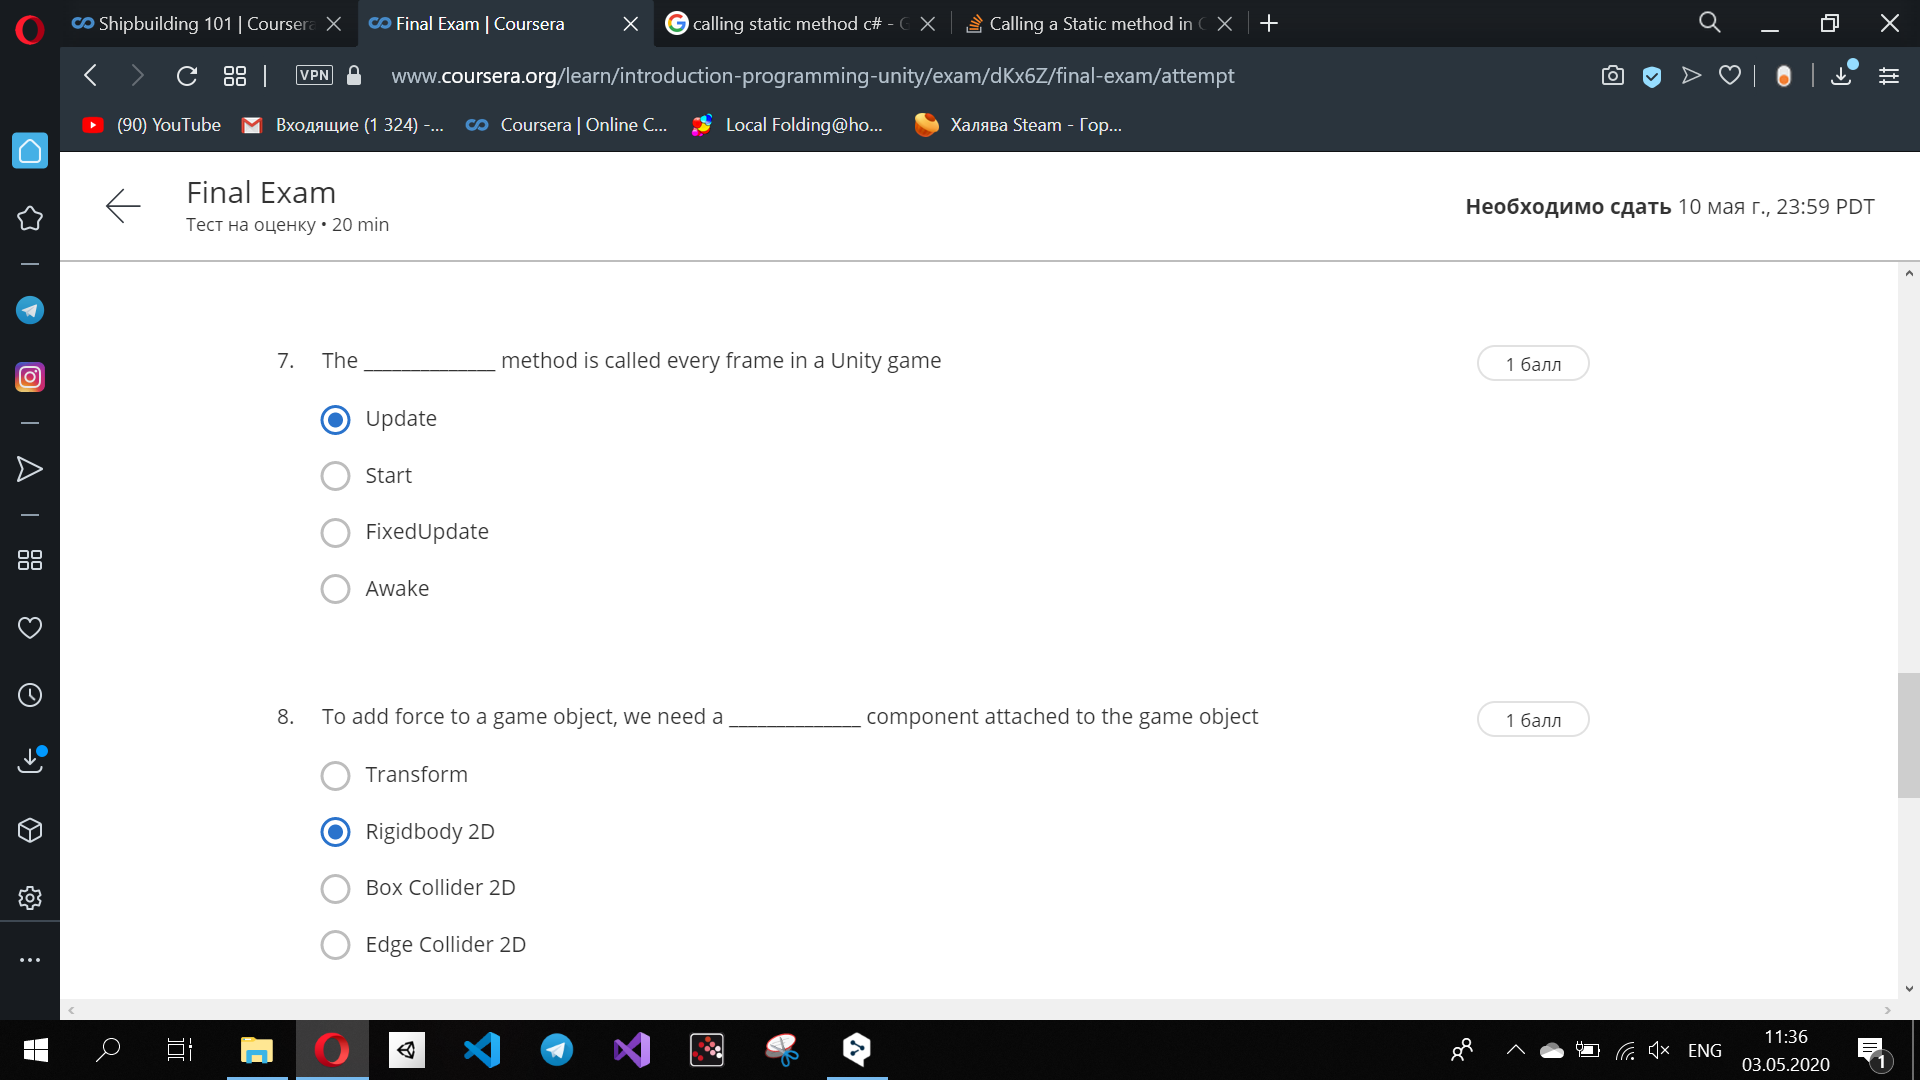 Shipbuilding 101 | Coursera
Final Exam | Coursera
calling static method c# - G
Calling a Static method in C
VPN
www.coursera.org/learn/introduction-programming-unity/exam/dKx6Z/final-exam/attempt
(90) YouTube
Входящие (1 324) -...
Coursera | Online C...
Local Folding@ho...
Халява Steam - Гор...
Final Exam
Тест на оценку • 20 min
Необходимо сдать 10 мая г., 23:59 PDT
7. The ______________ method is called every frame in a Unity game
1 балл
Update
Start
FixedUpdate
Awake
8. To add force to a game object, we need a ______________ component attached to the game object
1 балл
Transform
Rigidbody 2D
Box Collider 2D
Edge Collider 2D
ENG
11:36
03.05.2020
1